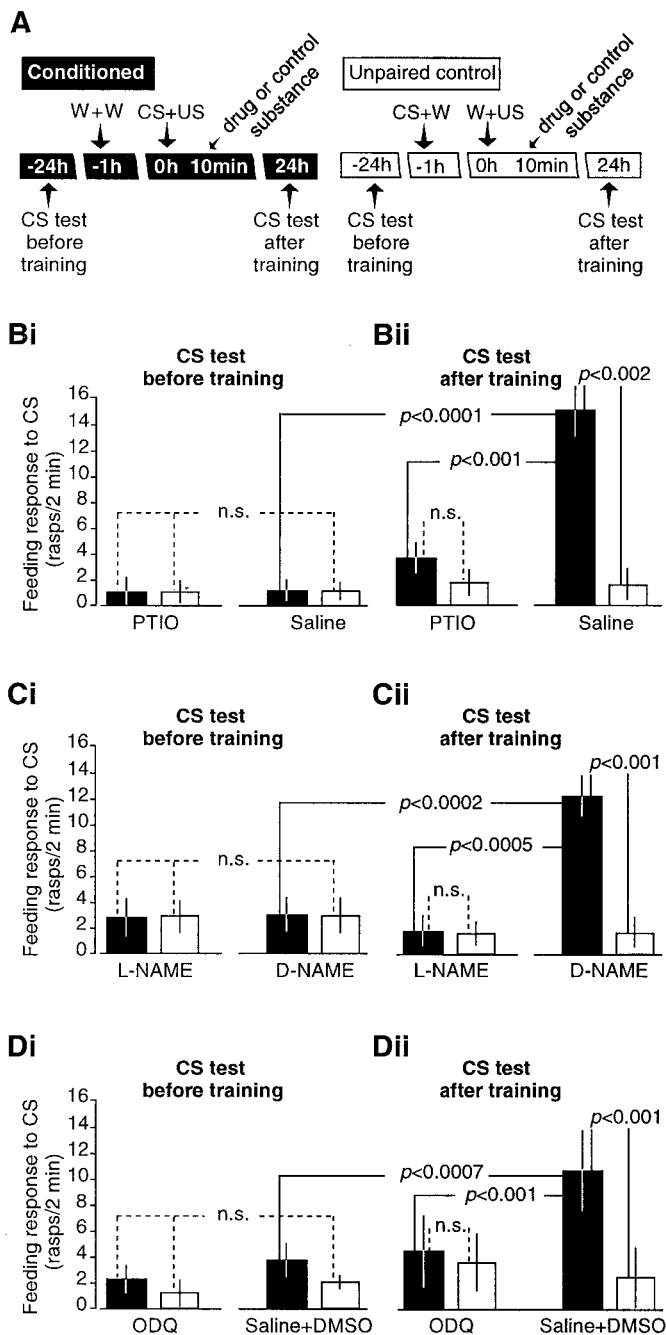 A
Conditioned
Unpaired control
drug or control
substance
drug or control
substance
W+W
CS+US
CS+W
W+US
-24h
-1h
0h 10min
24h
-24h
-1h
0h 10min
24h
CS test
before
training
CS test
after
training
CS test
before
training
CS test
after
training
Bi
CS test
before training
Bii
CS test
after training
p<0.002
Feeding response to CS
(rasps/2 min)
16
14
12
10
8
6
4
2
0
n.s.
p<0.0001
p<0.001
n.s.
PTIO
Saline
PTIO
Saline
Ci
CS test
before training
Cii
CS test
after training
p<0.001
Feeding response to CS
(rasps/2 min)
16
14
12
10
8
6
4
2
0
n.s.
p<0.0002
p<0.0005
n.s.
L-NAME
D-NAME
L-NAME
D-NAME
Di
CS test
before training
Dii
CS test
after training
p<0.001
Feeding response to CS
(rasps/2 min)
16
14
12
10
8
6
4
2
0
n.s.
p<0.0007
p<0.001
n.s.
ODQ
Saline+DMSO
ODQ
Saline+DMSO